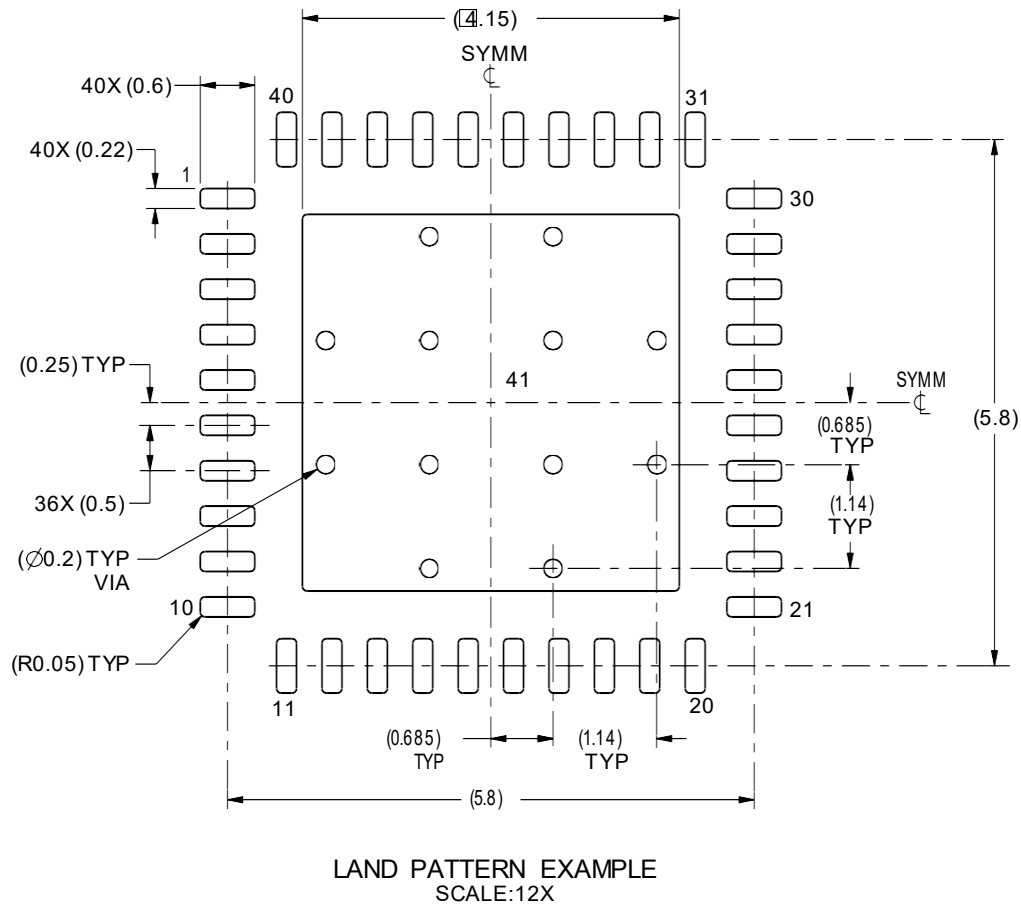 (□4.15)
SYMM
40X (0.6)
40
31
40X (0.22)
1
30
(0.25) TYP
41
SYMM
(5.8)
(0.685)
TYP
36X (0.5)
(1.14)
TYP
(∅0.2) TYP
VIA
10
21
(R0.05) TYP
11
20
(0.685)
TYP
(1.14)
TYP
(5.8)
LAND PATTERN EXAMPLE
SCALE:12X